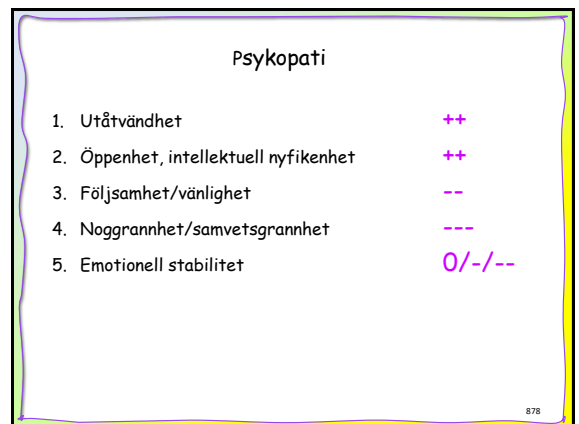 Psykopati
1. Utåtvändhet ++
2. Öppenhet, intellektuell nyfikenhet ++
3. Följsamhet/vänlighet --
4. Noggrannhet/samvetsgrannhet ---
5. Emotionell stabilitet 0/-/--
878